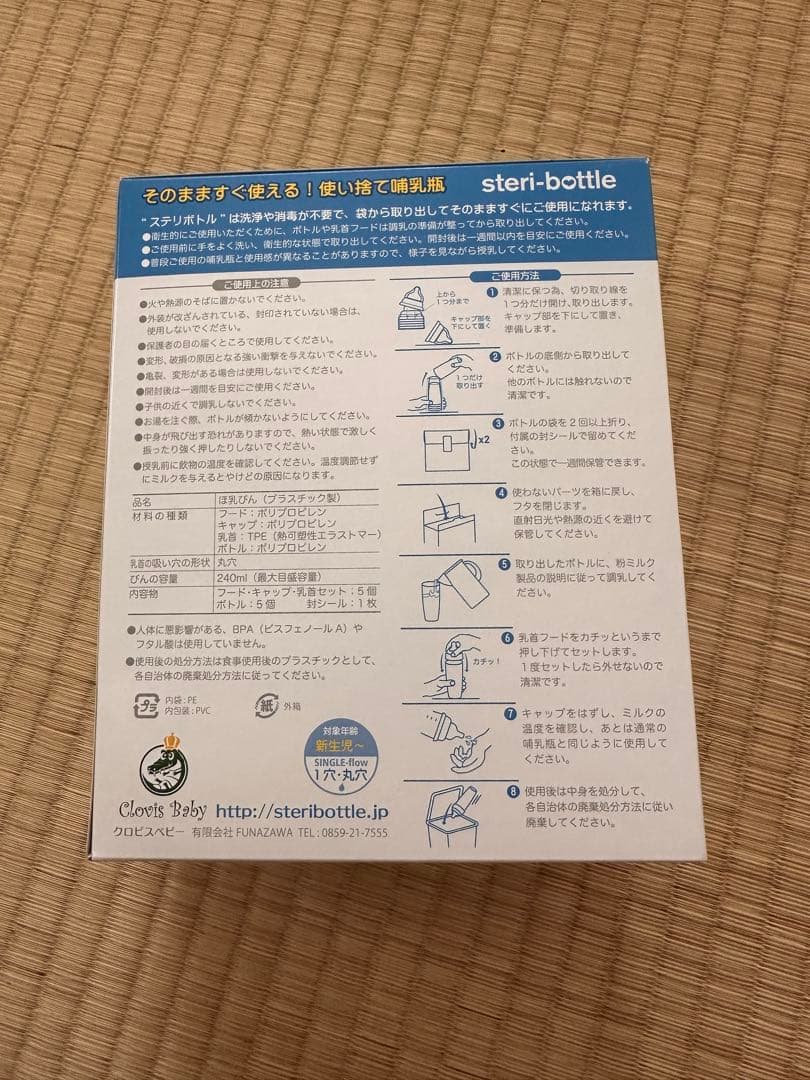 そのまますぐ使える！使い捨て哺乳瓶
steri-bottle
“ステリボトル”は洗浄や消毒が不要で、袋から取り出してそのまますぐにご使用になれます。
●衛生的にご使用いただくために、ボトルや乳首フードは調乳の準備が整ってから取り出してください。
●ご使用前に手をよく洗い、衛生的な状態で取り出してください。開封後は一週間以内を目安にご使用ください。
●普段ご使用の哺乳瓶と使用感が異なることがありますので、様子を見ながら授乳してください。
ご使用上の注意
●火や熱源のそばに置かないでください。
●外装が改ざんされている、封印されていない場合は、
使用しないでください。
●保護者の目の届くところで使用してください。
●変形、破損の原因となる強い衝撃を与えないでください。
●亀裂、変形がある場合は使用しないでください。
●開封後は一週間を目安にご使用ください。
●子供の近くで調乳しないでください。
●お湯を注ぐ際、ボトルが傾かないようにしてください。
●中身が飛び出す恐れがありますので、熱い状態で激しく
振ったり強く押したりしないでください。
●授乳前に飲物の温度を確認してください。温度調節せず
にミルクを与えるとやけどの原因になります。
品名 ほ乳びん（プラスチック製）
材料の種類 フード：ポリプロピレン
キャップ：ポリプロピレン
乳首：TPE（熱可塑性エラストマー）
ボトル：ポリプロピレン
乳首の吸い穴の形状 丸穴
びんの容量 240ml（最大目盛容量）
内容物 フード・キャップ・乳首セット：5個
ボトル：5個 封シール：1枚
●人体に悪影響がある、BPA（ビスフェノールA）や
フタル酸は使用していません。
●使用後の処分方法は食事使用後のプラスチックとして、
各自治体の廃棄処分方法に従ってください。
プラ
内袋：PE
内包装：PVC
紙
外箱
対象年齢
新生児～
SINGLE-flow
1穴・丸穴
Clovis Baby
http://steribottle.jp
クロビスベビー 有限会社 FUNAZAWA TEL：0859-21-7555
ご使用方法
上から
1つ分まで
キャップ部を
下にして置く
❶ 清潔に保つ為、切り取り線を
1つ分だけ開け、取り出します。
キャップ部を下にして置き、
準備します。
1つだけ
取り出す
❷ ボトルの底側から取り出して
ください。
他のボトルには触れないので
清潔です。
x2
❸ ボトルの袋を2回以上折り、
付属の封シールで留めてくだ
さい。
この状態で一週間保管できます。
❹ 使わないパーツを箱に戻し、
フタを閉じます。
直射日光や熱源の近くを避けて
保管してください。
❺ 取り出したボトルに、粉ミルク
製品の説明に従って調乳してく
ださい。
カチッ！
❻ 乳首フードをカチッというまで
押し下げてセットします。
1度セットしたら外せないので
清潔です。
❼ キャップをはずし、ミルクの
温度を確認し、あとは通常の
哺乳瓶と同じように使用して
ください。
❽ 使用後は中身を処分して、
各自治体の廃棄処分方法に従い
廃棄してください。